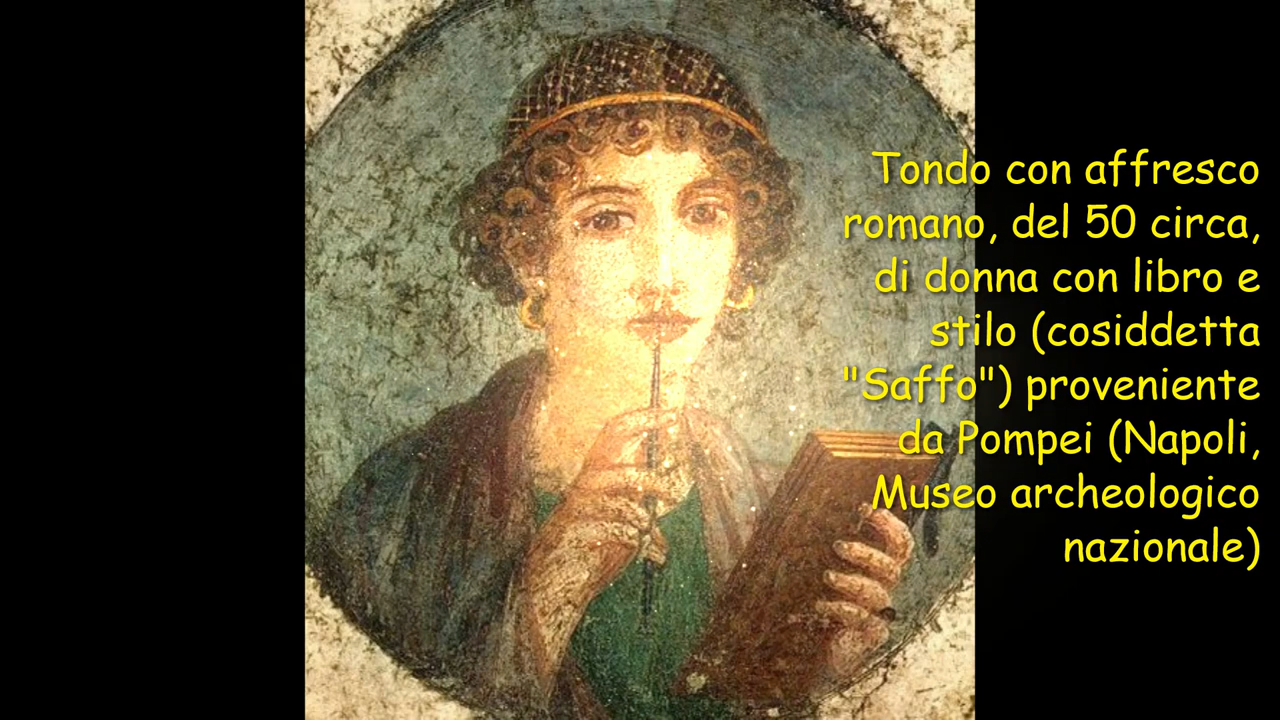 Tondo con affresco
romano, del 50 circa,
di donna con libro e
stilo (cosiddetta
"Saffo") proveniente
da Pompei (Napoli,
Museo archeologico
nazionale)